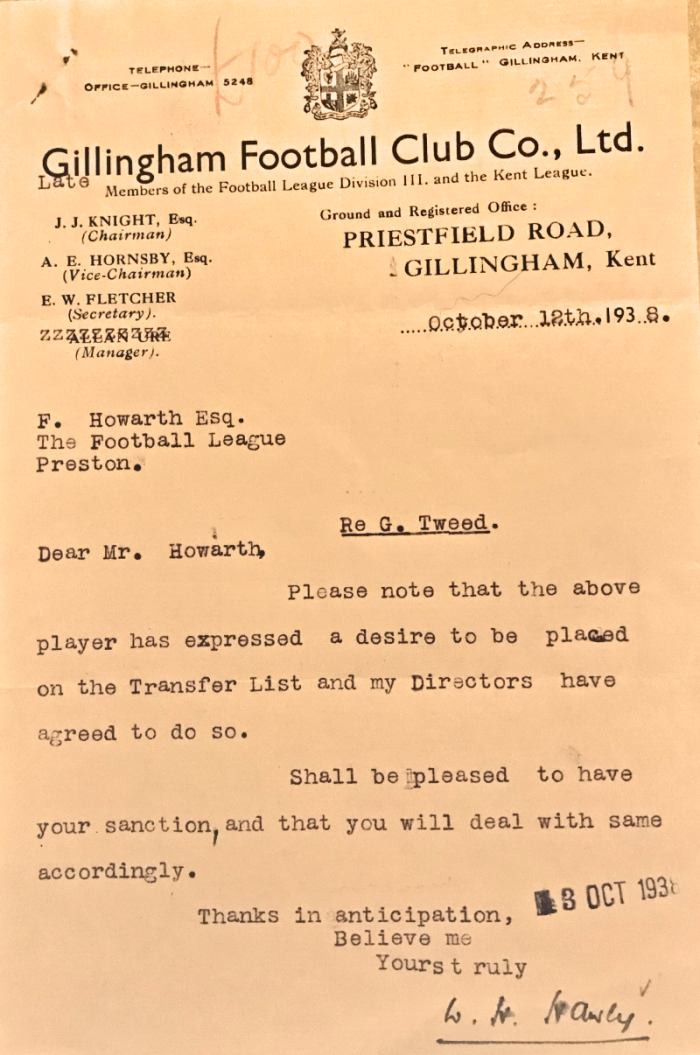 £100
TELEPHONE—
OFFICE—GILLINGHAM 5248
TELEGRAPHIC ADDRESS—
"FOOTBALL" GILLINGHAM, KENT
Gillingham Football Club Co., Ltd.
Late
Members of the Football League Division III. and the Kent League.
J. J. KNIGHT, Esq.
(Chairman)
A. E. HORNSBY, Esq.
(Vice-Chairman)
E. W. FLETCHER
(Secretary).
ALLAN URE
(Manager).
Ground and Registered Office :
PRIESTFIELD ROAD,
GILLINGHAM, Kent
October 12th. 1938.
F. Howarth Esq.
The Football League
Preston.
Re G. Tweed.
Dear Mr. Howarth,
Please note that the above
player has expressed a desire to be placed
on the Transfer List and my Directors have
agreed to do so.
Shall be pleased to have
your sanction, and that you will deal with same
accordingly.
Thanks in anticipation,
Believe me
Yours t ruly
13 OCT 1938
W. H.